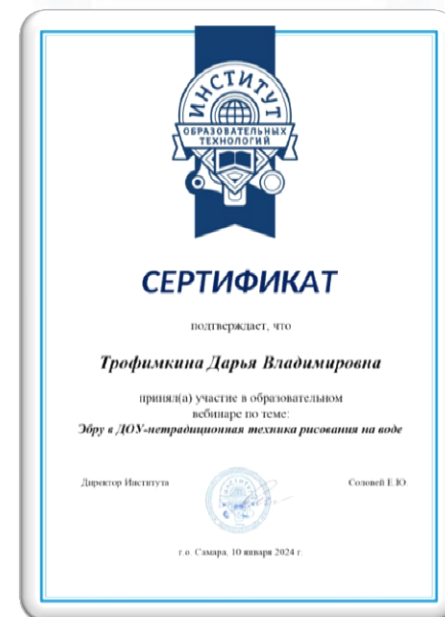 ИНСТИТУТ
ОБРАЗОВАТЕЛЬНЫХ
ТЕХНОЛОГИЙ
СЕРТИФИКАТ
подтверждает, что
Трофимкина Дарья Владимировна
принял(а) участие в образовательном
вебинаре по теме:
Эбру в ДОУ-нетрадиционная техника рисования на воде
Директор Института Соловей Е.Ю.
г.о. Самара, 10 января 2024 г.